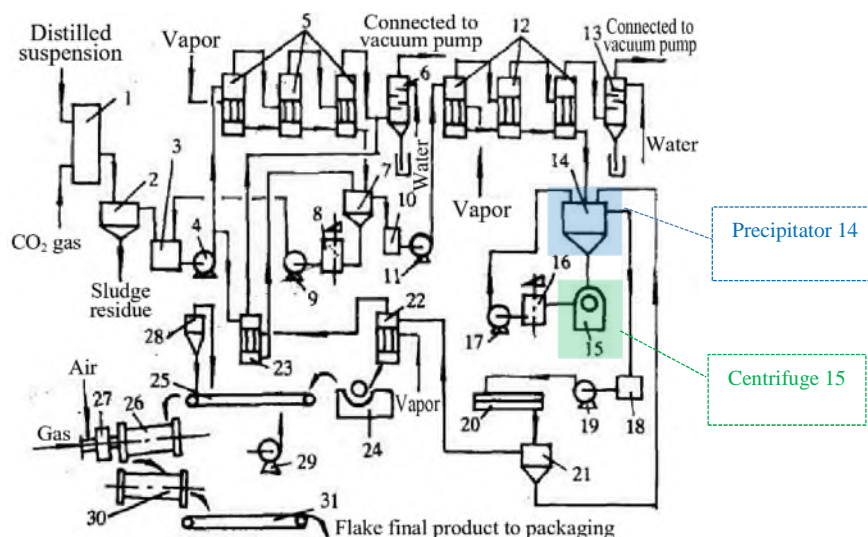 Distilled
suspension
1
CO2 gas
2
Sludge
residue
3
4
Vapor
5
Connected to
vacuum pump
6
Water
7
8
9
10
11
12
Vapor
13
Connected to
vacuum pump
Water
14
15
16
17
18
19
20
21
22
Vapor
23
24
25
26
27
Air
Gas
28
29
30
31
Flake final product to packaging
Precipitator 14
Centrifuge 15